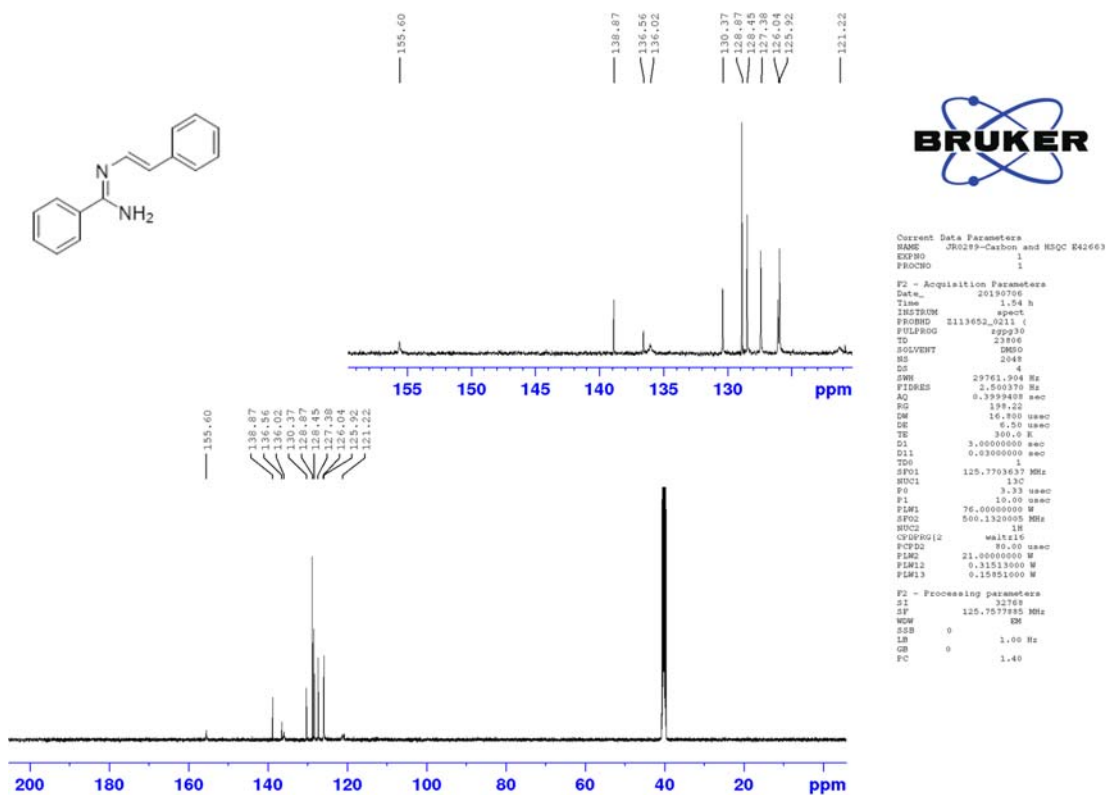 155.60
138.87
136.56
136.02
130.37
128.87
128.45
127.38
126.04
125.92
121.22
N
NH2
155 150 145 140 135 130 ppm
155.60
138.87
136.56
136.02
130.37
128.87
128.45
127.38
126.04
125.92
121.22
200 180 160 140 120 100 80 60 40 20 ppm
BRUKER
Current Data Parameters
NAME JR0289-Carbon and HSQC E42663
EXPNO 1
PROCNO 1
F2 - Acquisition Parameters
Date_ 20190706
Time 1.54 h
INSTRUM spect
PROBHD Z113652_0211 (
PULPROG zgpg30
TD 23806
SOLVENT DMSO
NS 2048
DS 4
SWH 29761.904 Hz
FIDRES 2.500370 Hz
AQ 0.3999408 sec
RG 198.22
DW 16.800 usec
DE 6.50 usec
TE 300.0 K
D1 3.00000000 sec
D11 0.03000000 sec
TD0 1
SFO1 125.7703637 MHz
NUC1 13C
P0 3.33 usec
P1 10.00 usec
PLW1 76.00000000 W
SFO2 500.1320005 MHz
NUC2 1H
CPDPRG[2 waltz16
PCPD2 80.00 usec
PLW2 21.00000000 W
PLW12 0.31513000 W
PLW13 0.15851000 W
F2 - Processing parameters
SI 32768
SF 125.7577885 MHz
WDW EM
SSB 0
LB 1.00 Hz
GB 0
PC 1.40